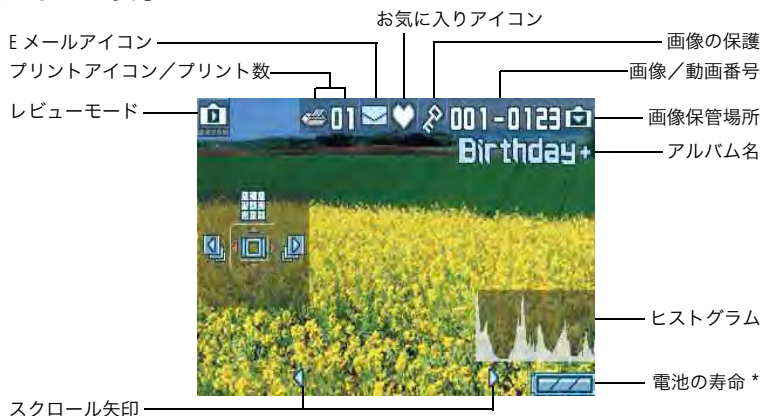 お気に入りアイコン
E メールアイコン
画像の保護
プリントアイコン／プリント数
画像／動画番号
レビューモード
01
001-0123
画像保管場所
Birthday+
アルバム名
ヒストグラム
電池の寿命 *
スクロール矢印